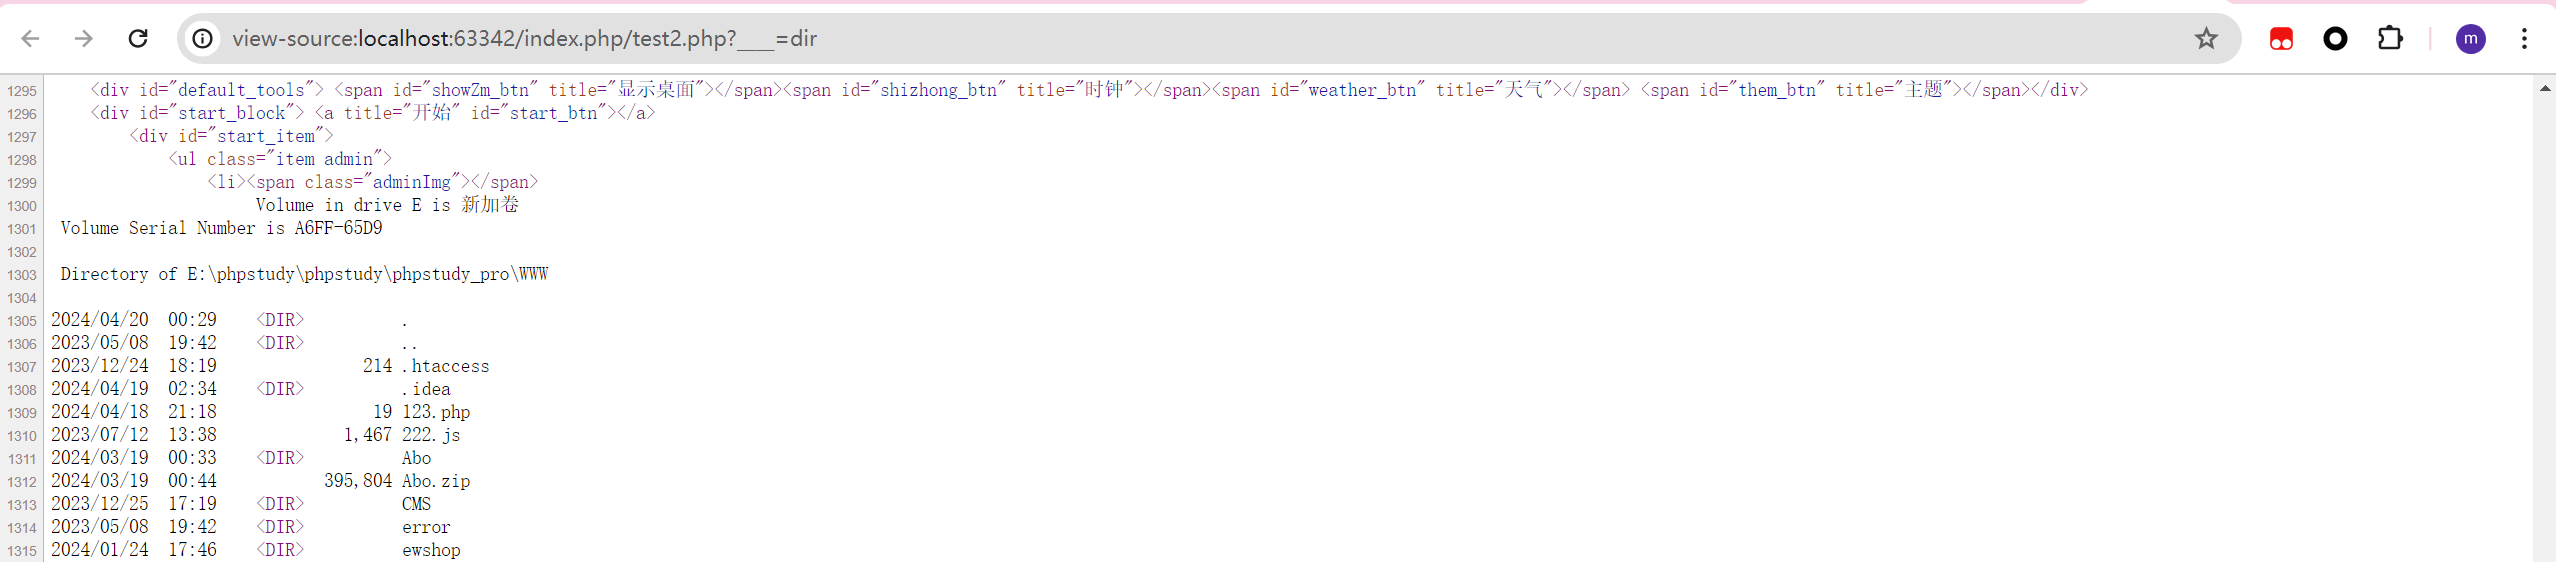 view-source:localhost:63342/index.php/test2.php?____=dir
m
1295 <div id="default_tools"> <span id="showZm_btn" title="显示桌面"></span><span id="shizhong_btn" title="时钟"></span><span id="weather_btn" title="天气"></span> <span id="them_btn" title="主题"></span></div>
1296 <div id="start_block"> <a title="开始" id="start_btn"></a>
1297 <div id="start_item">
1298 <ul class="item admin">
1299 <li><span class="adminImg"></span>
1300 Volume in drive E is 新加卷
1301 Volume Serial Number is A6FF-65D9
1302
1303 Directory of E:\phpstudy\phpstudy\phpstudy_pro\WWW
1304
1305 2024/04/20 00:29 <DIR> .
1306 2023/05/08 19:42 <DIR> ..
1307 2023/12/24 18:19 214 .htaccess
1308 2024/04/19 02:34 <DIR> .idea
1309 2024/04/18 21:18 19 123.php
1310 2023/07/12 13:38 1,467 222.js
1311 2024/03/19 00:33 <DIR> Abo
1312 2024/03/19 00:44 395,804 Abo.zip
1313 2023/12/25 17:19 <DIR> CMS
1314 2023/05/08 19:42 <DIR> error
1315 2024/01/24 17:46 <DIR> ewshop